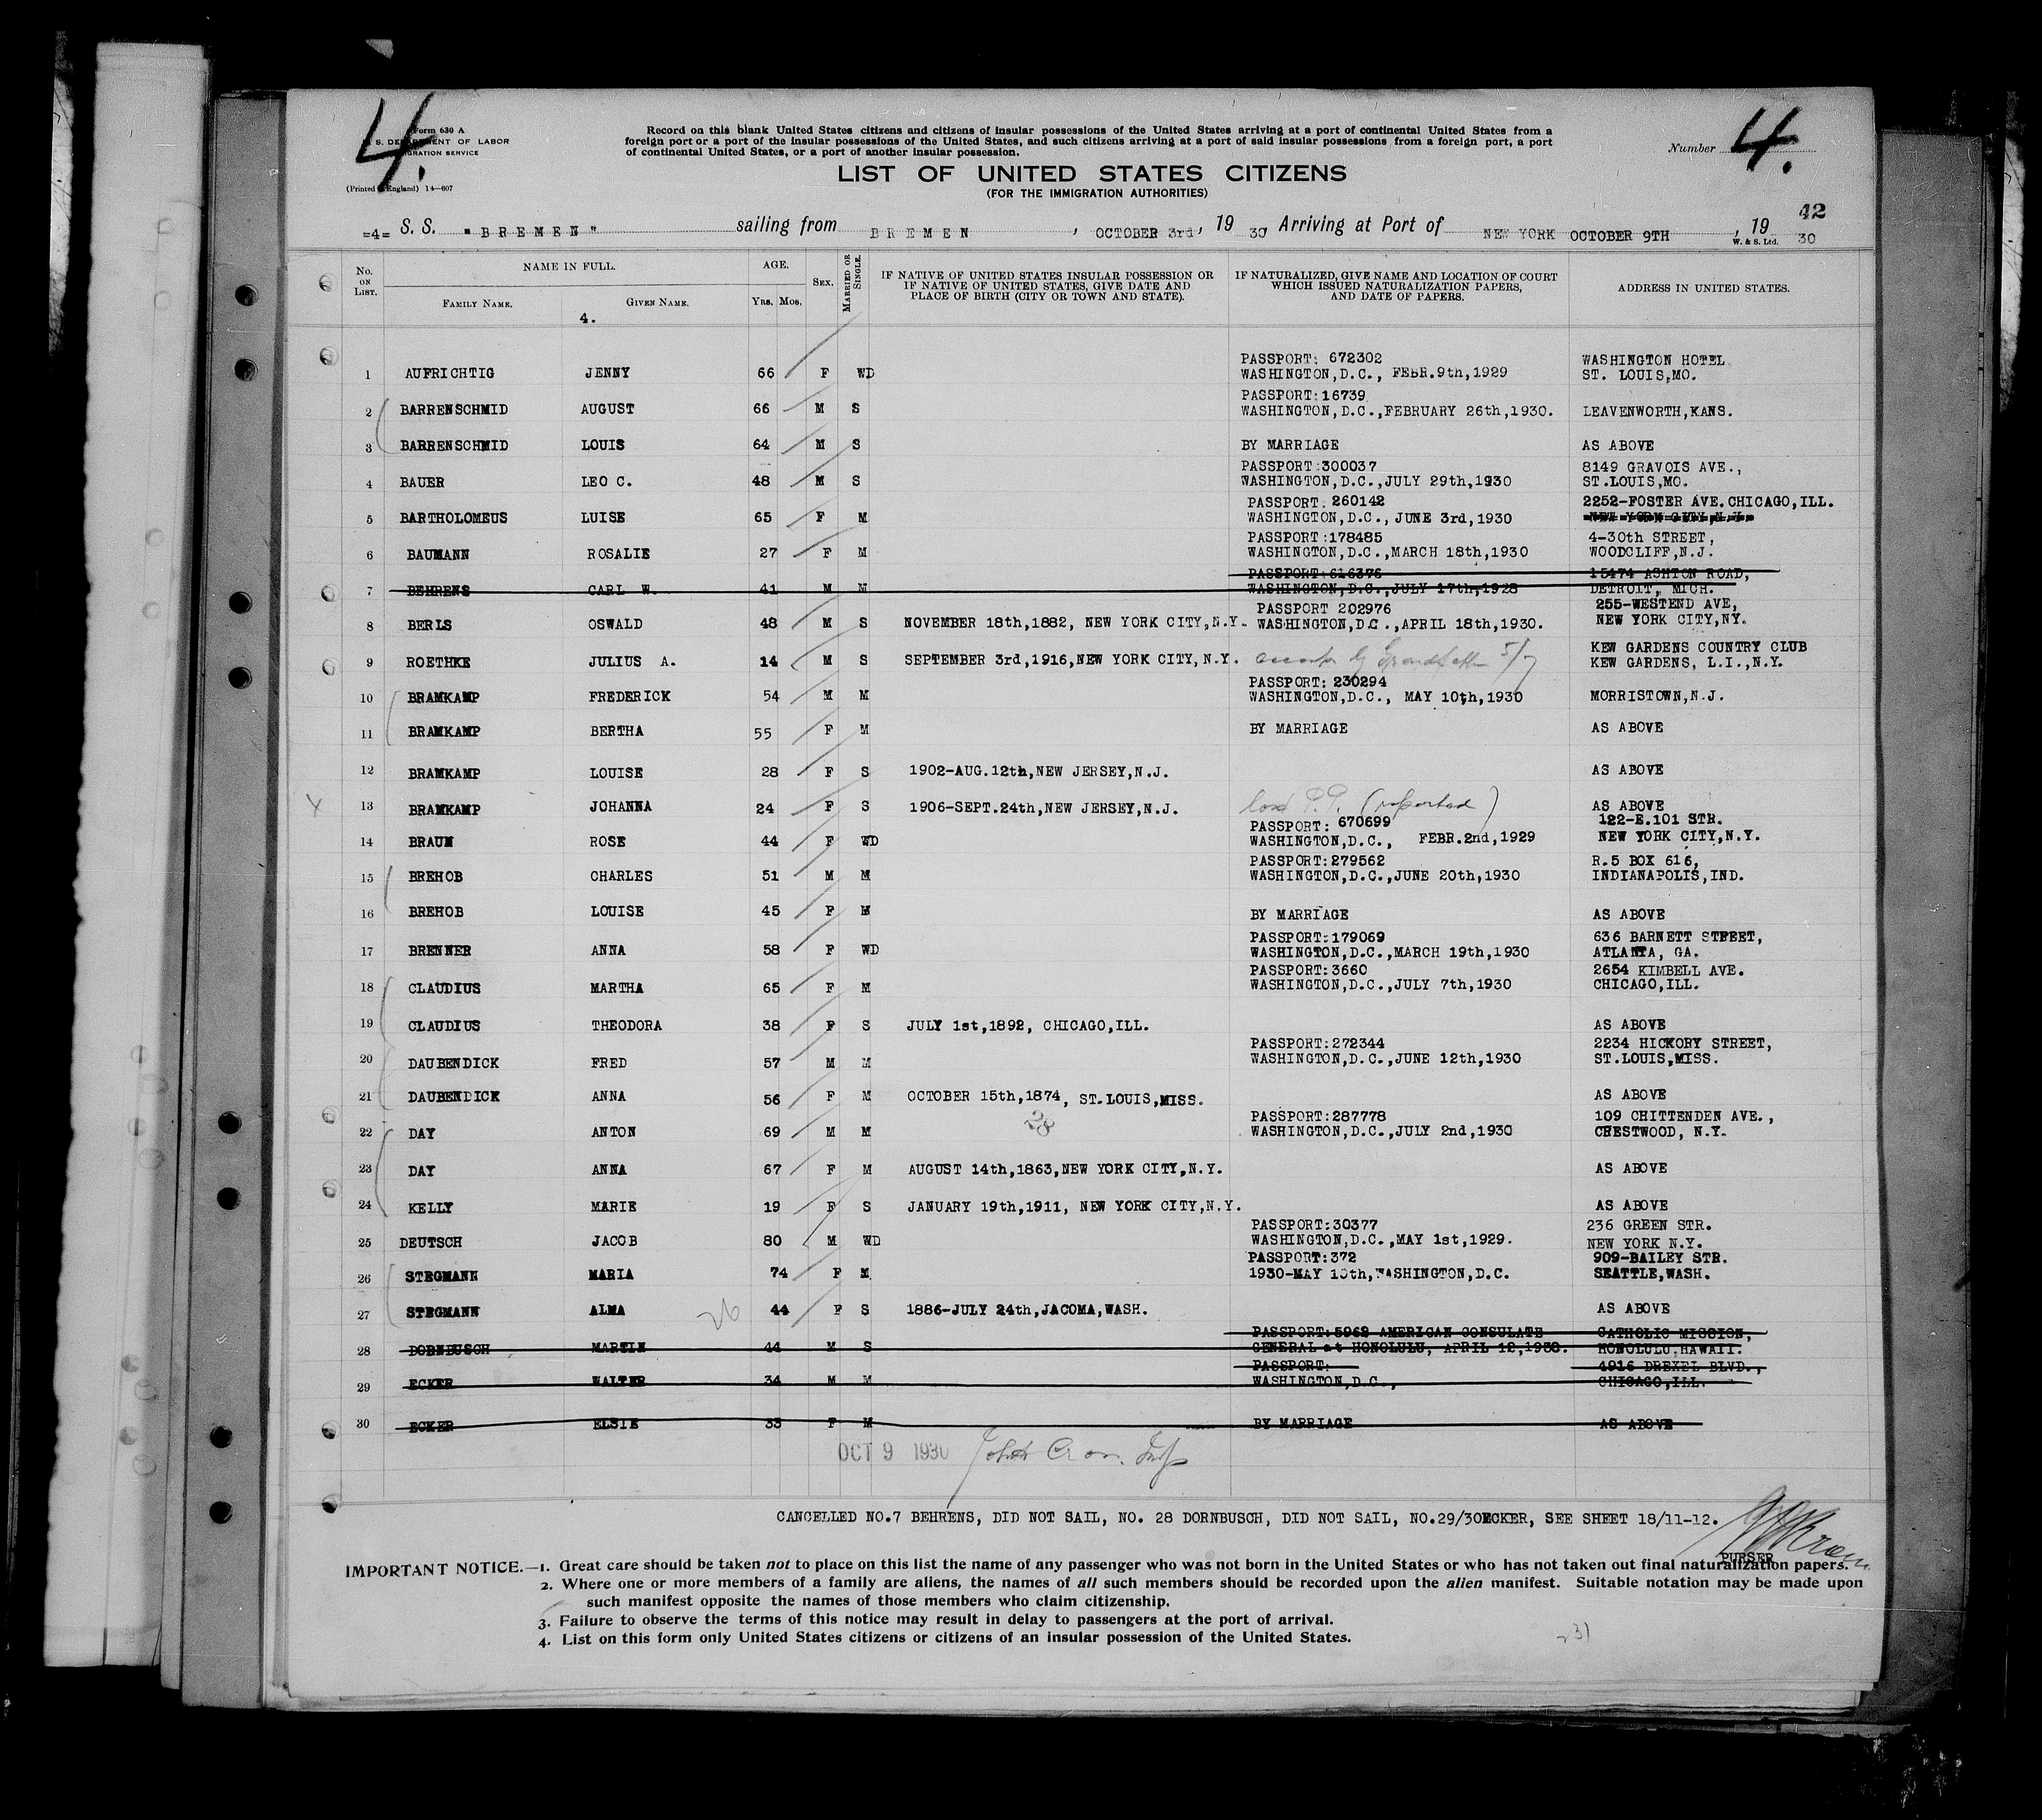 4.
Form 630 A
S. DEPARTMENT OF LABOR
IMMIGRATION SERVICE
(Printed England) 14—607
Record on this blank United States citizens and citizens of insular possessions of the United States arriving at a port of continental United States from a
foreign port or a port of the insular possessions of the United States, and such citizens arriving at a port of said insular possessions from a foreign port, a port
of continental United States, or a port of another insular possession.
Number 4.
LIST OF UNITED STATES CITIZENS
(FOR THE IMMIGRATION AUTHORITIES)
42
=4= S. S. "BREMEN" sailing from BREMEN, OCTOBER 3rd, 19 30 Arriving at Port of NEW YORK OCTOBER 9TH, 19 30
W. & S. Ltd.
No. ON LIST.
NAME IN FULL.
FAMILY NAME. GIVEN NAME.
4.
AGE.
Yrs. Mos.
SEX.
MARRIED OR SINGLE.
IF NATIVE OF UNITED STATES INSULAR POSSESSION OR
IF NATIVE OF UNITED STATES, GIVE DATE AND
PLACE OF BIRTH (CITY OR TOWN AND STATE).
IF NATURALIZED, GIVE NAME AND LOCATION OF COURT
WHICH ISSUED NATURALIZATION PAPERS,
AND DATE OF PAPERS.
ADDRESS IN UNITED STATES.
PASSPORT: 672302 WASHINGTON HOTEL
1 AUFRICHTIG JENNY 66 F WD WASHINGTON,D.C., FEBR.9th,1929 ST. LOUIS,MO.
PASSPORT:16739
2 BARRENSCHMID AUGUST 66 M S WASHINGTON,D.C.,FEBRUARY 26th,1930. LEAVENWORTH,KANS.
3 BARRENSCHMID LOUIS 64 M S BY MARRIAGE AS ABOVE
PASSPORT:300037 8149 GRAVOIS AVE.,
4 BAUER LEO C. 48 M S WASHINGTON,D.C.,JULY 29th,1930 ST.LOUIS,MO.
PASSPORT: 260142 2252-FOSTER AVE.CHICAGO,ILL.
5 BARTHOLOMEUS LUISE 65 F M WASHINGTON,D.C., JUNE 3rd,1930 NEW YORK CITY,N.Y.
PASSPORT:178485 4-30th STREET,
6 BAUMANN ROSALIE 27 F M WASHINGTON,D.C.,MARCH 18th,1930 WOODCLIFF,N.J.
PASSPORT:616376 15474 ASHTON ROAD,
7 BEHRENS CARL W. 41 M M WASHINGTON,D.C.,JULY 17th,1928 DETROIT, MICH.
PASSPORT 202976 255-WESTEND AVE,
8 BERLS OSWALD 48 M S NOVEMBER 18th,1882, NEW YORK CITY,N.Y. WASHINGTON,D.C.,APRIL 18th,1930. NEW YORK CITY,NY.
KEW GARDENS COUNTRY CLUB
9 ROETHKE JULIUS A. 14 M S SEPTEMBER 3rd,1916,NEW YORK CITY,N.Y. by Grandfather KEW GARDENS, L.I.,N.Y.
PASSPORT: 230294
10 BRAMKAMP FREDERICK 54 M M WASHINGTON,D.C., MAY 10th,1930 MORRISTOWN,N.J.
11 BRAMKAMP BERTHA 55 F M BY MARRIAGE AS ABOVE
12 BRAMKAMP LOUISE 28 F S 1902-AUG.12th,NEW JERSEY,N.J. AS ABOVE
13 BRAMKAMP JOHANNA 24 F S 1906-SEPT.24th,NEW JERSEY,N.J. lost P.P. (reported) AS ABOVE
PASSPORT: 670699 122-E.101 STR.
14 BRAUN ROSE 44 F WD WASHINGTON,D.C., FEBR.2nd,1929 NEW YORK CITY,N.Y.
PASSPORT:279562 R.5 BOX 616,
15 BREHOB CHARLES 51 M M WASHINGTON,D.C.,JUNE 20th,1930 INDIANAPOLIS,IND.
16 BREHOB LOUISE 45 F M BY MARRIAGE AS ABOVE
PASSPORT:179069 636 BARNETT STREET,
17 BRENNER ANNA 58 F WD WASHINGTON,D.C.,MARCH 19th,1930 ATLANTA, GA.
PASSPORT:3660 2654 KIMBELL AVE.
18 CLAUDIUS MARTHA 65 F M WASHINGTON,D.C.,JULY 7th,1930 CHICAGO,ILL.
19 CLAUDIUS THEODORA 38 F S JULY 1st,1892, CHICAGO,ILL. AS ABOVE
PASSPORT:272344 2234 HICKORY STREET,
20 DAUBENDICK FRED 57 M M WASHINGTON,D.C.,JUNE 12th,1930 ST.LOUIS,MISS.
21 DAUBENDICK ANNA 56 F M OCTOBER 15th,1874, ST.LOUIS,MISS. AS ABOVE
PASSPORT:287778 109 CHITTENDEN AVE.,
22 DAY ANTON 69 M M WASHINGTON,D.C.,JULY 2nd,1930 CRESTWOOD, N.Y.
23 DAY ANNA 67 F M AUGUST 14th,1863,NEW YORK CITY,N.Y. AS ABOVE
24 KELLY MARIE 19 F S JANUARY 19th,1911, NEW YORK CITY,N.Y. AS ABOVE
PASSPORT:30377 236 GREEN STR.
25 DEUTSCH JACOB 80 M WD WASHINGTON,D.C.,MAY 1st,1929. NEW YORK N.Y.
PASSPORT:372 909-BAILEY STR.
26 STEGMANN MARIA 74 F M 1930-MAY 10th,WASHINGTON,D.C. SEATTLE,WASH.
27 STEGMANN ALMA 26 44 F S 1886-JULY 24th,JACOMA,WASH. AS ABOVE
PASSPORT:5962 AMERICAN CONSULATE CATHOLIC MISSION,
28 DORNBUSCH MARTIN 44 M S GENERAL at HONOLULU, APRIL 12,1930. HONOLULU.HAWAII.
PASSPORT: 4916 DREXEL BLVD.,
29 ECKER WALTER 34 M M WASHINGTON,D.C., CHICAGO,ILL.
30 ECKER ELSIE 33 F M BY MARRIAGE AS ABOVE
OCT 9 1930
CANCELLED NO.7 BEHRENS, DID NOT SAIL, NO. 28 DORNBUSCH, DID NOT SAIL, NO.29/30ECKER, SEE SHEET 18/11-12.
PURSER
IMPORTANT NOTICE.—1. Great care should be taken not to place on this list the name of any passenger who was not born in the United States or who has not taken out final naturalization papers.
2. Where one or more members of a family are aliens, the names of all such members should be recorded upon the alien manifest. Suitable notation may be made upon
such manifest opposite the names of those members who claim citizenship.
3. Failure to observe the terms of this notice may result in delay to passengers at the port of arrival.
4. List on this form only United States citizens or citizens of an insular possession of the United States.